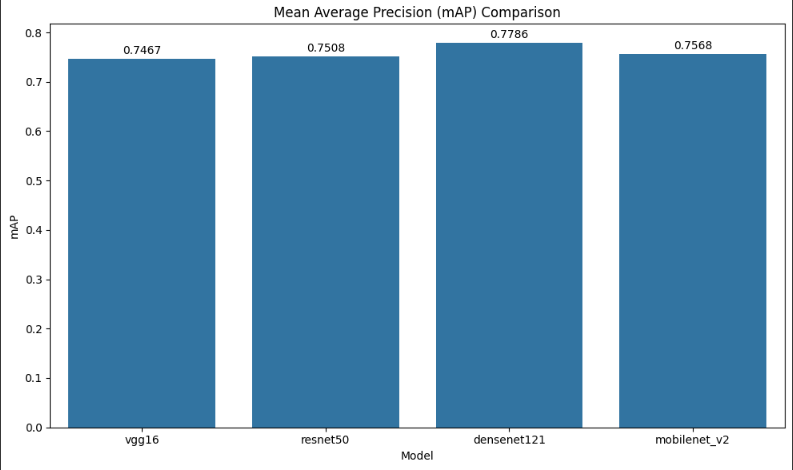 Mean Average Precision (mAP) Comparison
0.7467
0.7508
0.7786
0.7568
0.8
0.7
0.6
0.5
0.4
0.3
0.2
0.1
0.0
mAP
vgg16
resnet50
densenet121
mobilenet_v2
Model